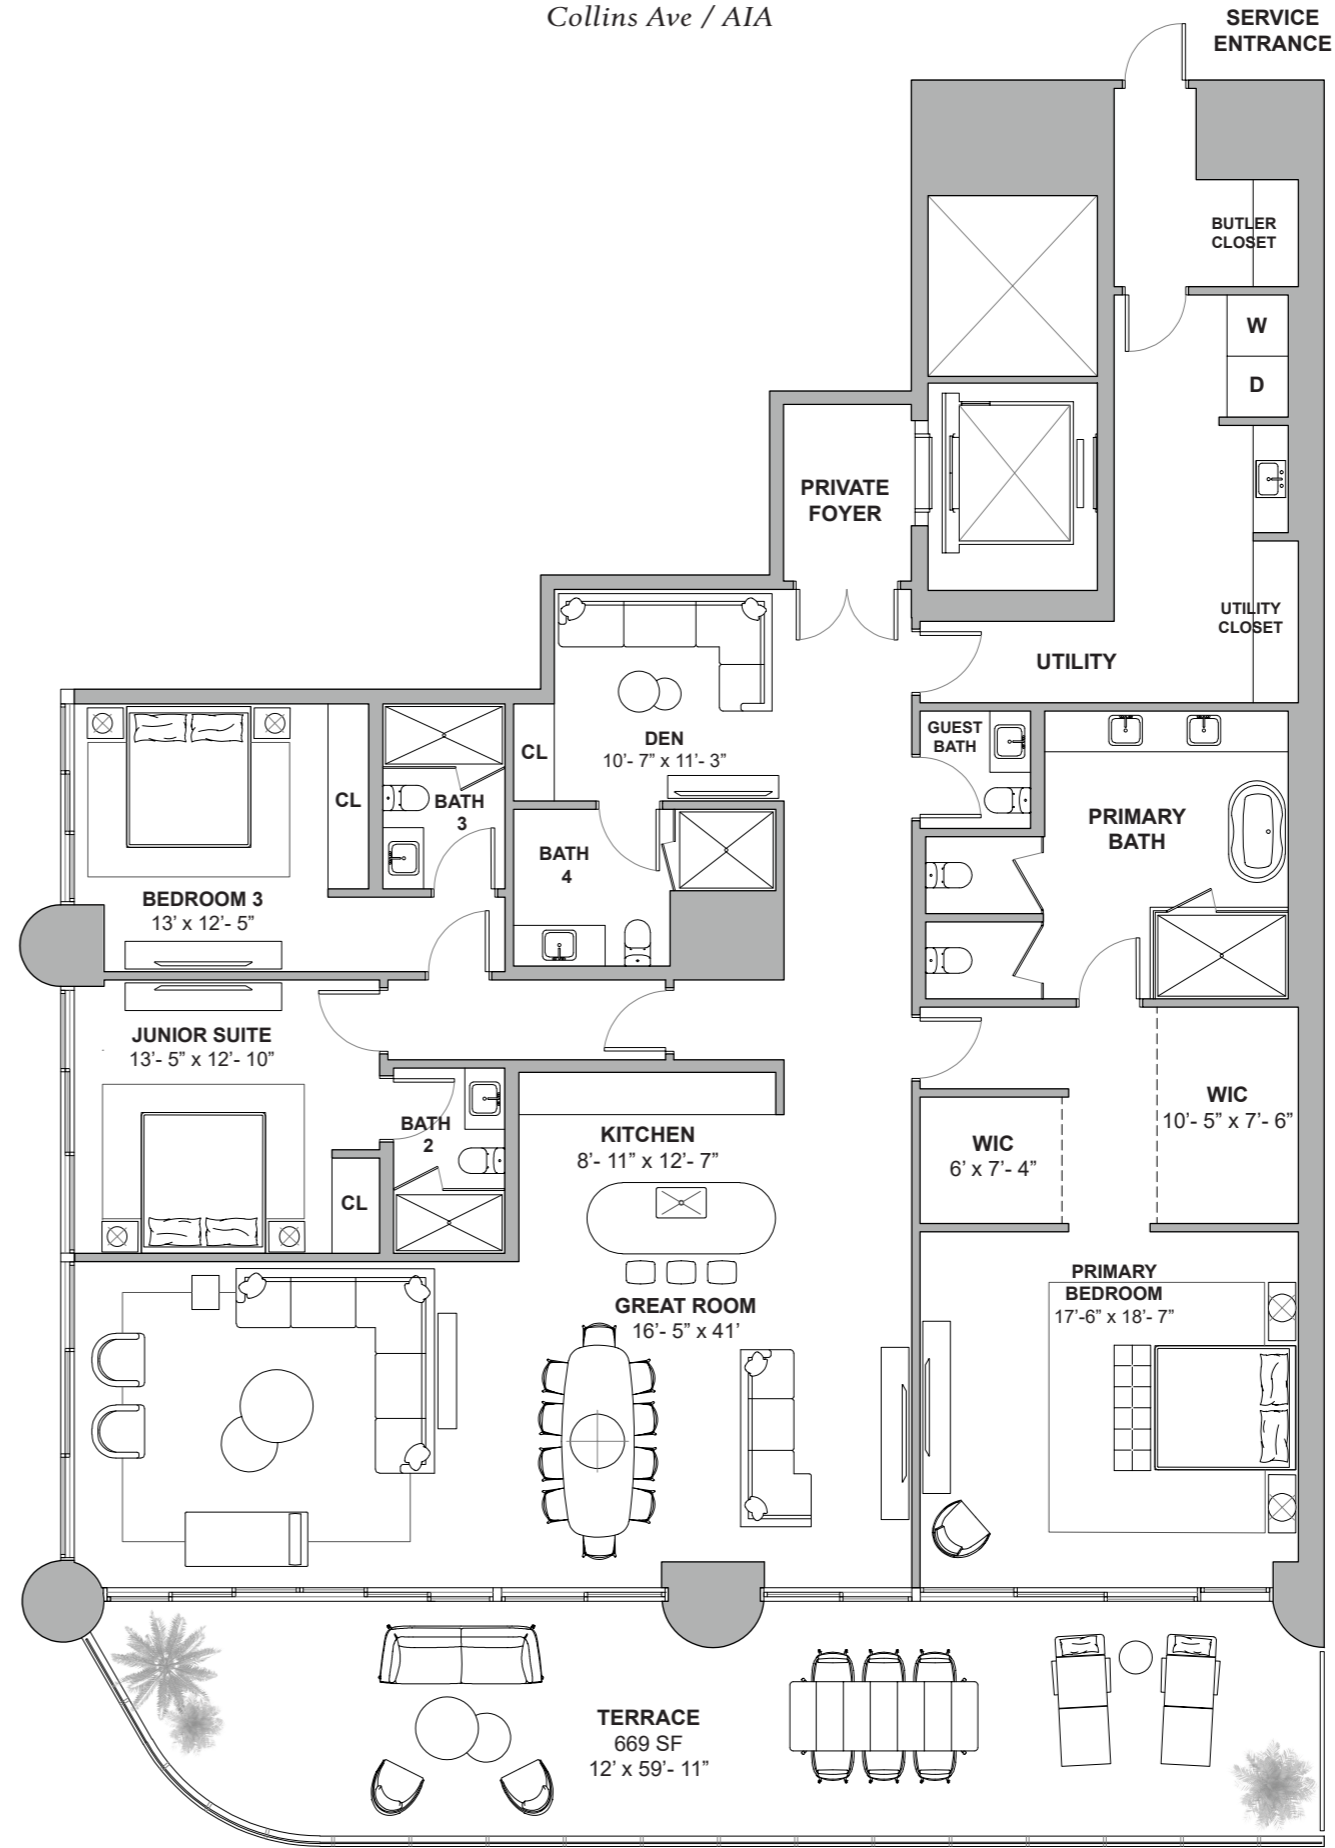 Collins Ave / AIA
SERVICE
ENTRANCE
BUTLER
CLOSET
W
D
PRIVATE
FOYER
UTILITY
CLOSET
UTILITY
GUEST
BATH
DEN
10'- 7” x 11'- 3”
CL
CL
BATH
3
PRIMARY
BATH
BATH
4
BEDROOM 3
13’ x 12’- 5”
JUNIOR SUITE
13’- 5” x 12’- 10”
BATH
2
CL
KITCHEN
8’- 11” x 12’- 7”
WIC
10’- 5” x 7’- 6”
WIC
6’ x 7’- 4”
PRIMARY
BEDROOM
17’-6” x 18’- 7”
GREAT ROOM
16’- 5” x 41’
TERRACE
669 SF
12’ x 59’- 11”